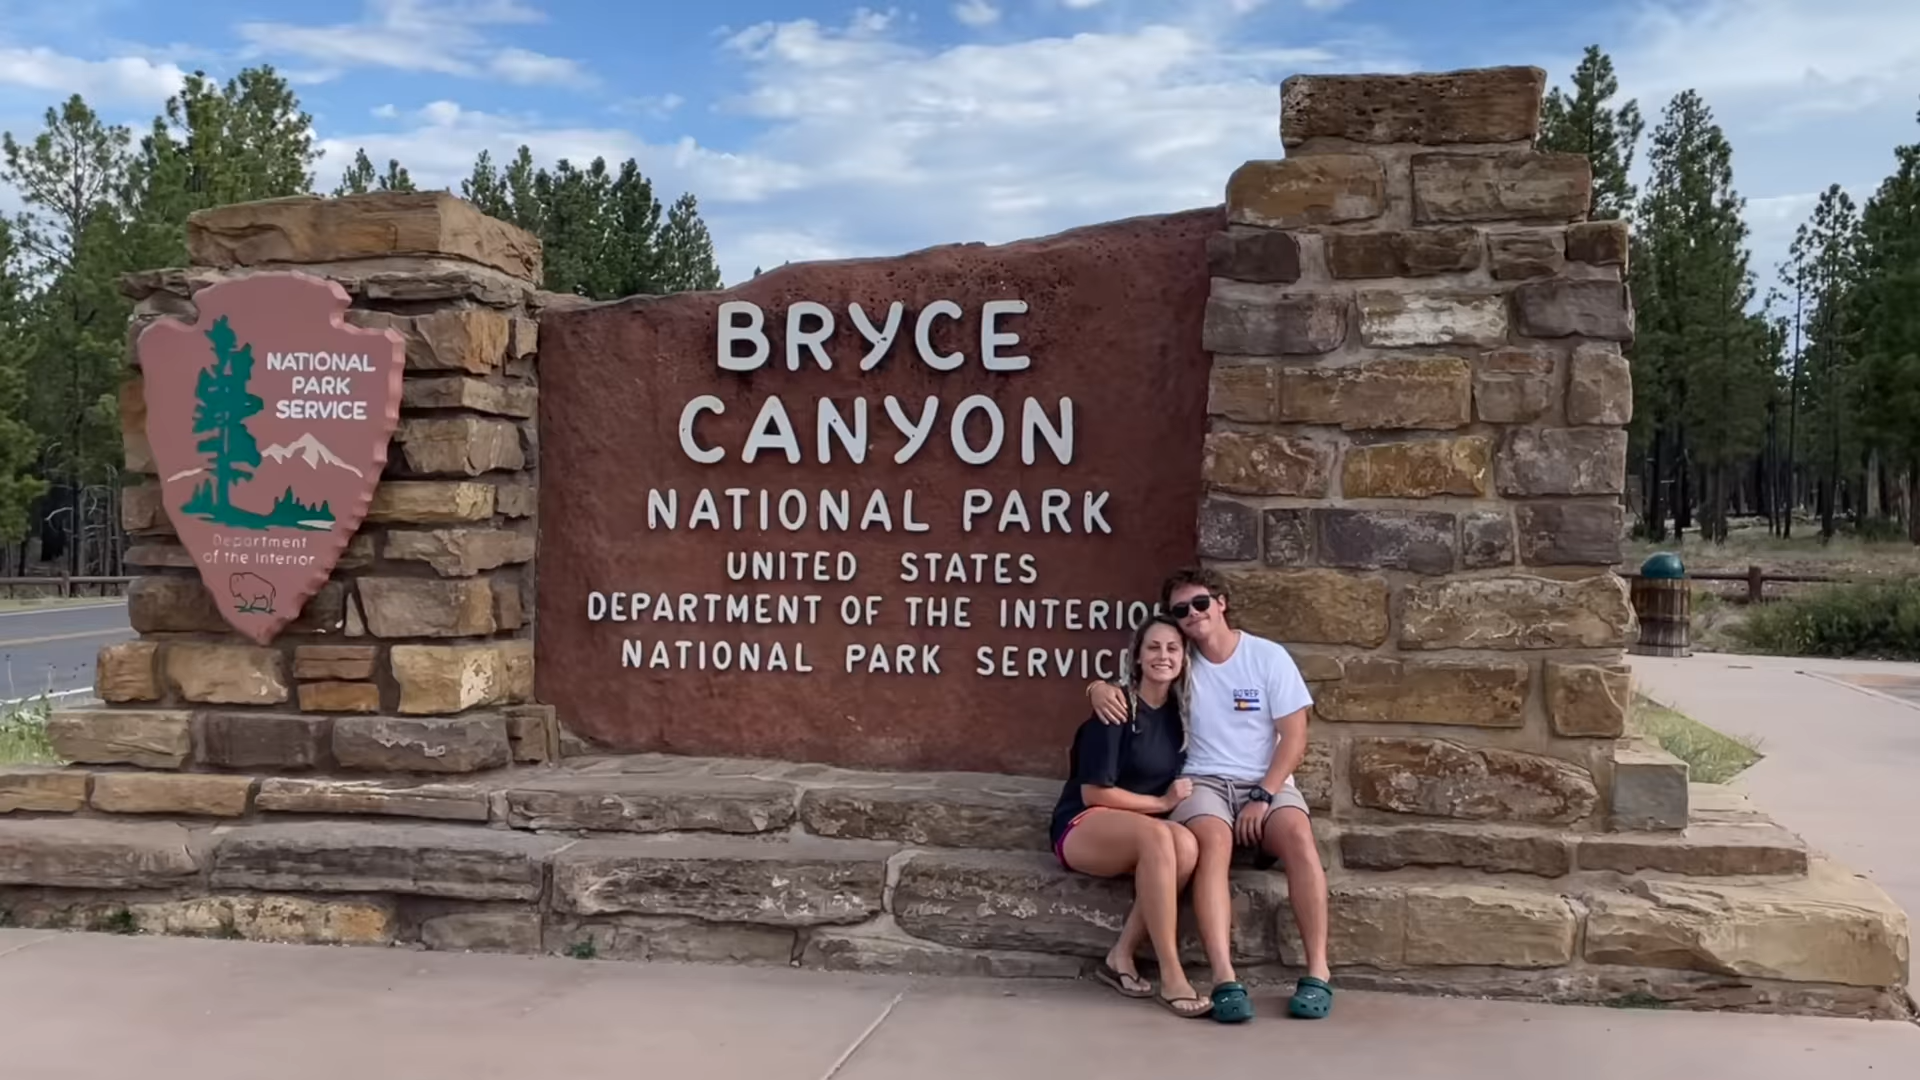 NATIONAL
PARK
SERVICE
Department
of the Interior
BRYCE
CANYON
NATIONAL PARK
UNITED STATES
DEPARTMENT OF THE INTERIO
NATIONAL PARK SERVICE